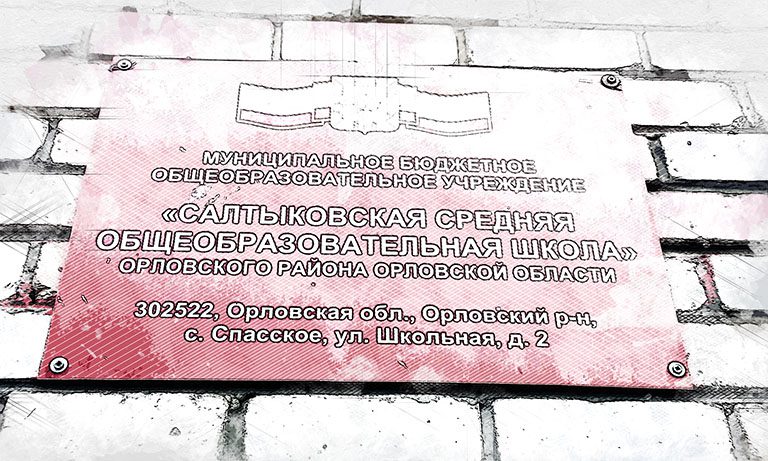 МУНИЦИПАЛЬНОЕ БЮДЖЕТНОЕ
ОБЩЕОБРАЗОВАТЕЛЬНОЕ УЧРЕЖДЕНИЕ
«САЛТЫКОВСКАЯ СРЕДНЯЯ
ОБЩЕОБРАЗОВАТЕЛЬНАЯ ШКОЛА»
ОРЛОВСКОГО РАЙОНА ОРЛОВСКОЙ ОБЛАСТИ
302522, Орловская обл., Орловский р-н,
с. Спасское, ул. Школьная, д. 2